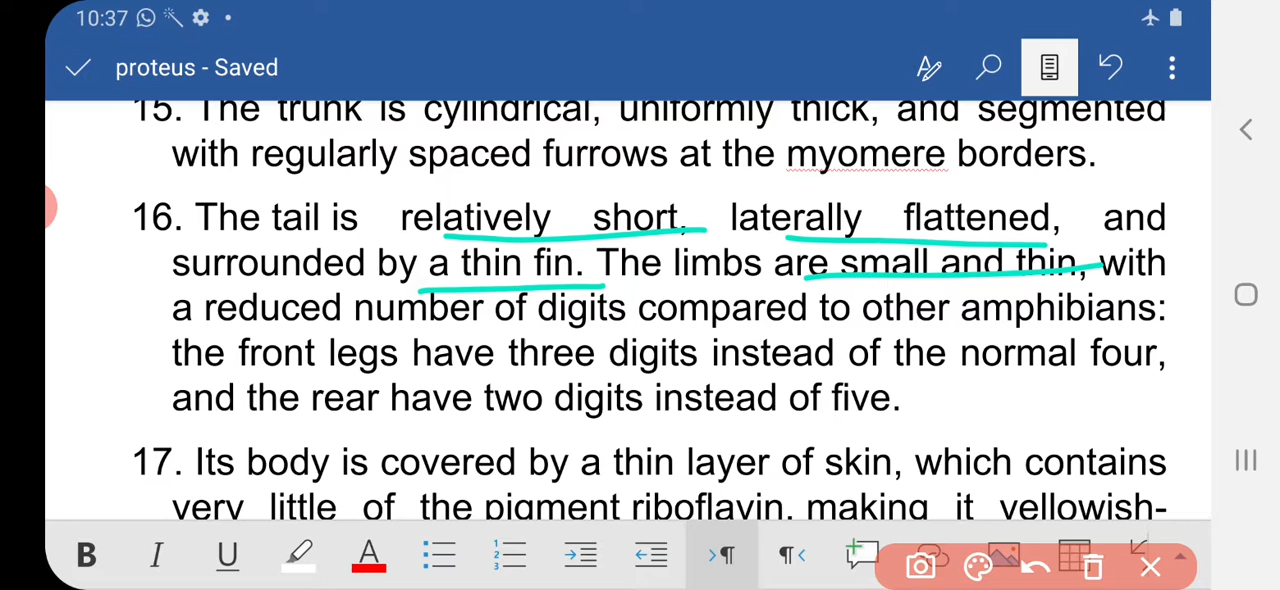 10:37
proteus - Saved
15. The trunk is cylindrical, uniformly thick, and segmented
with regularly spaced furrows at the myomere borders.
16. The tail is relatively short, laterally flattened, and
surrounded by a thin fin. The limbs are small and thin, with
a reduced number of digits compared to other amphibians:
the front legs have three digits instead of the normal four,
and the rear have two digits instead of five.
17. Its body is covered by a thin layer of skin, which contains
very little of the pigment riboflavin, making it yellowish-
B I U A